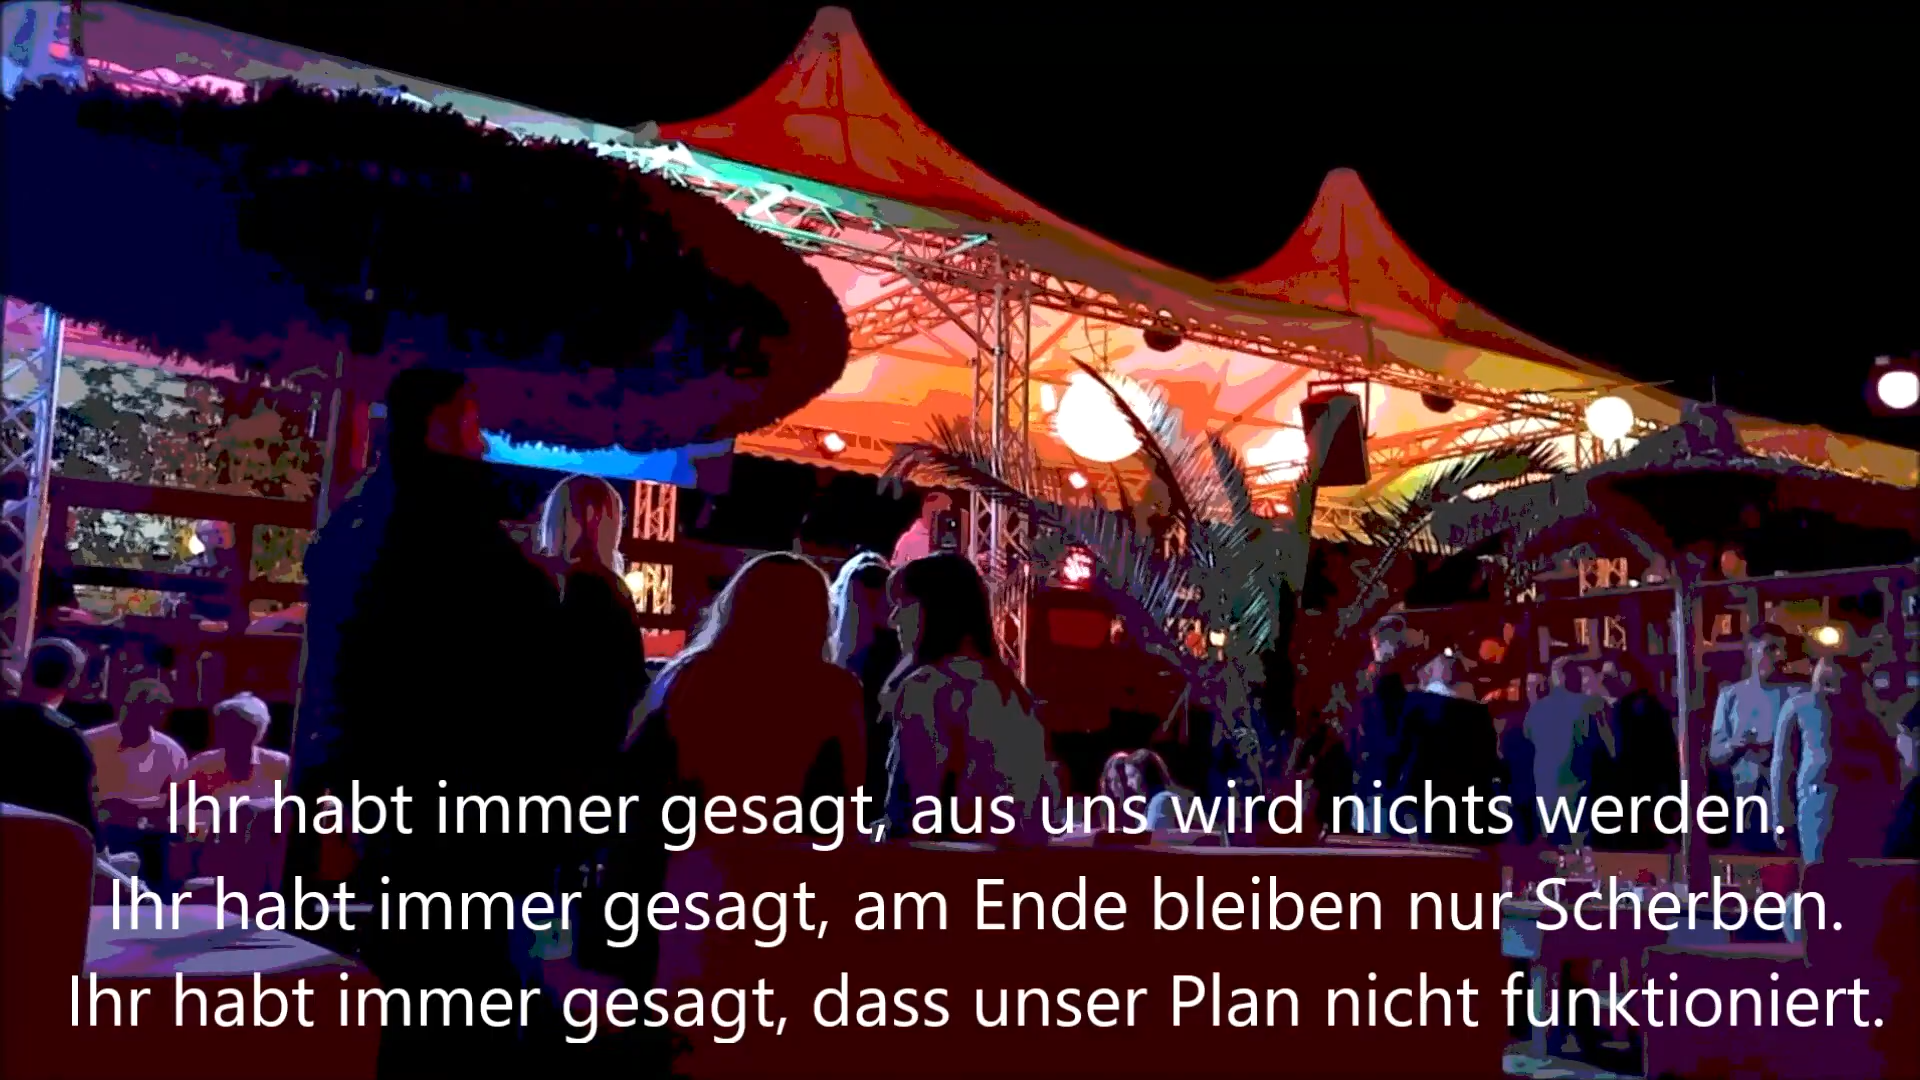 Ihr habt immer gesagt, aus uns wird nichts werden.
Ihr habt immer gesagt, am Ende bleiben nur Scherben.
Ihr habt immer gesagt, dass unser Plan nicht funktioniert.